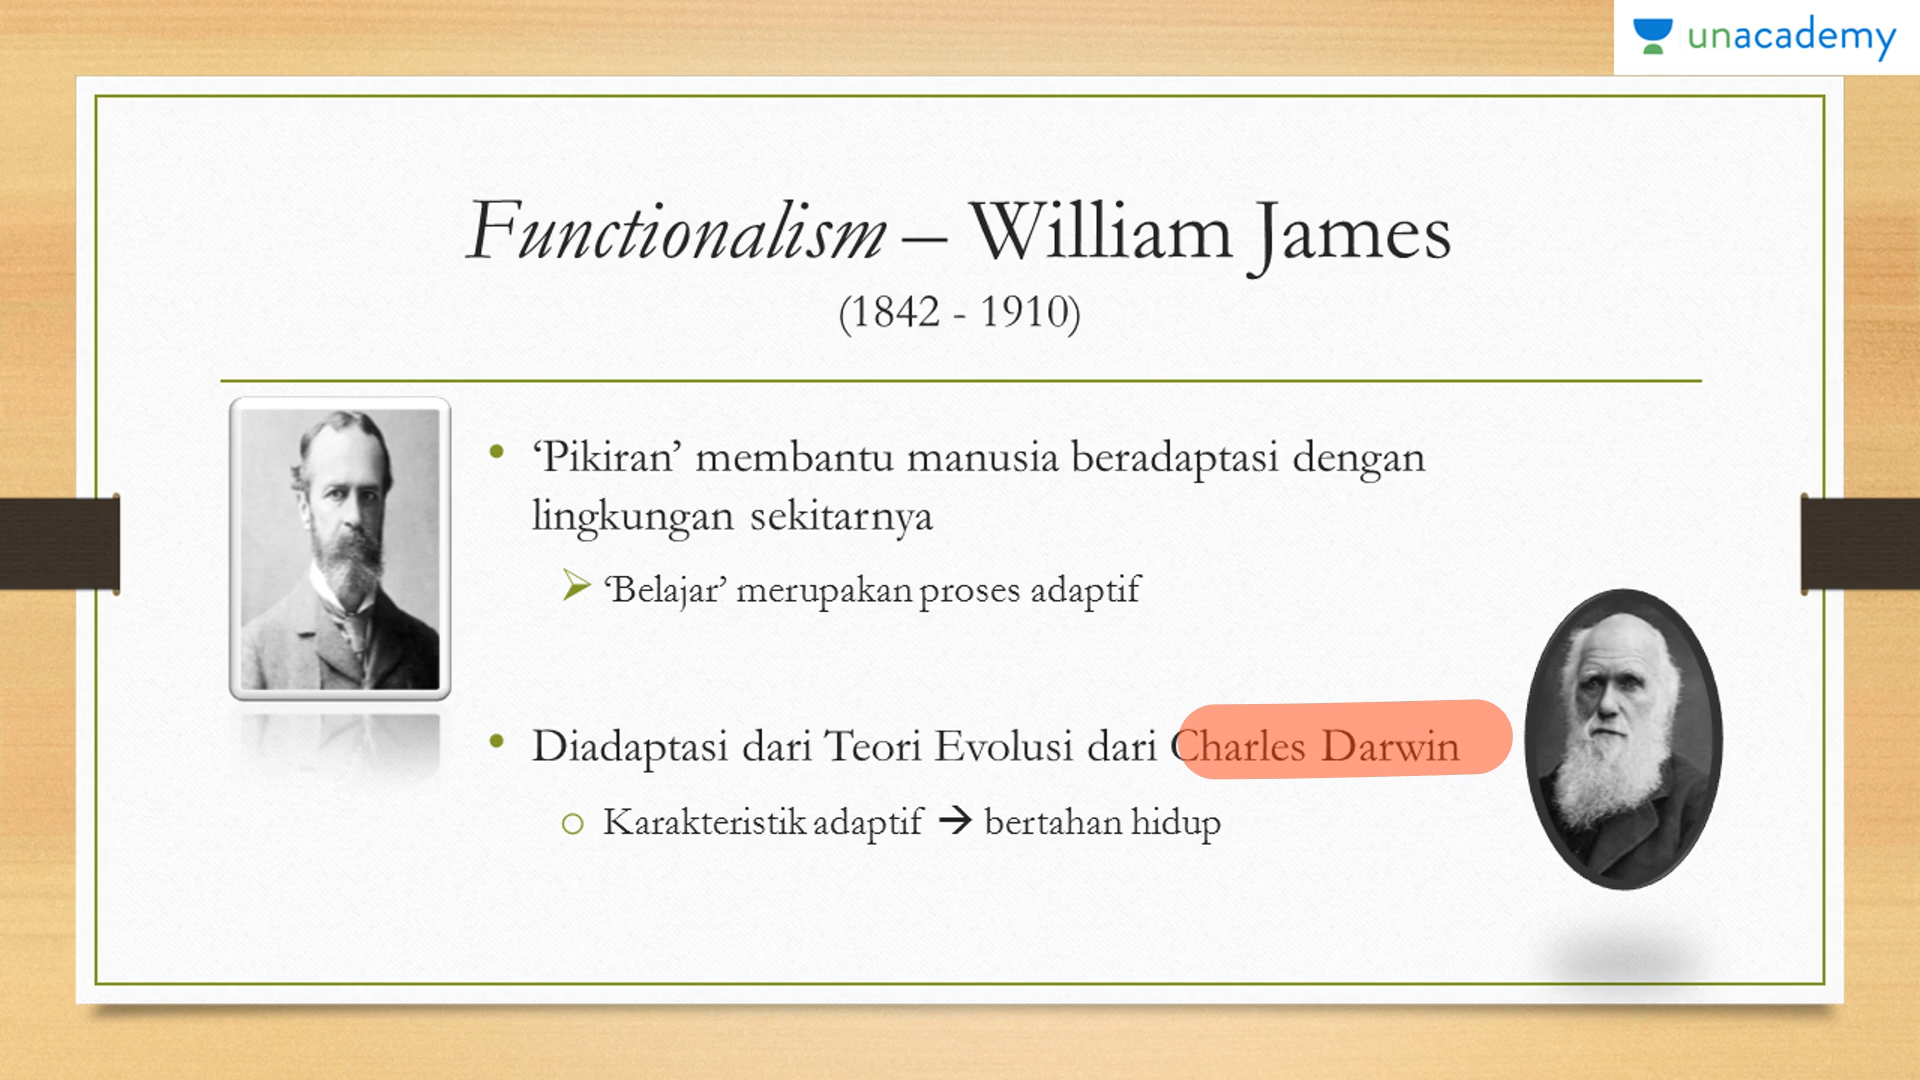 unacademy
Functionalism – William James
(1842 - 1910)
• ‘Pikiran’ membantu manusia beradaptasi dengan
lingkungan sekitarnya
➢ ‘Belajar’ merupakan proses adaptif
• Diadaptasi dari Teori Evolusi dari Charles Darwin
○ Karakteristik adaptif → bertahan hidup